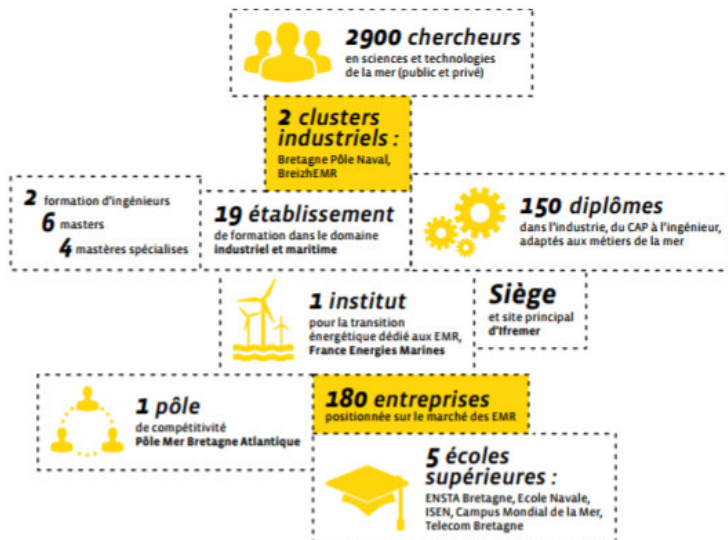 2900 chercheurs
en sciences et technologies
de la mer (public et privé)
2 clusters
industriels :
Bretagne Pôle Naval,
BreizhEMR
2 formation d'ingénieurs
6 masters
4 mastères spécialises
19 établissement
de formation dans le domaine
industriel et maritime
150 diplômes
dans l'industrie, du CAP à l'ingénieur,
adaptés aux métiers de la mer
1 institut
pour la transition
énergétique dédié aux EMR,
France Energies Marines
Siège
et site principal
d'Ifremer
1 pôle
de compétitivité
Pôle Mer Bretagne Atlantique
180 entreprises
positionnée sur le marché des EMR
5 écoles
supérieures :
ENSTA Bretagne, Ecole Navale,
ISEN, Campus Mondial de la Mer,
Telecom Bretagne